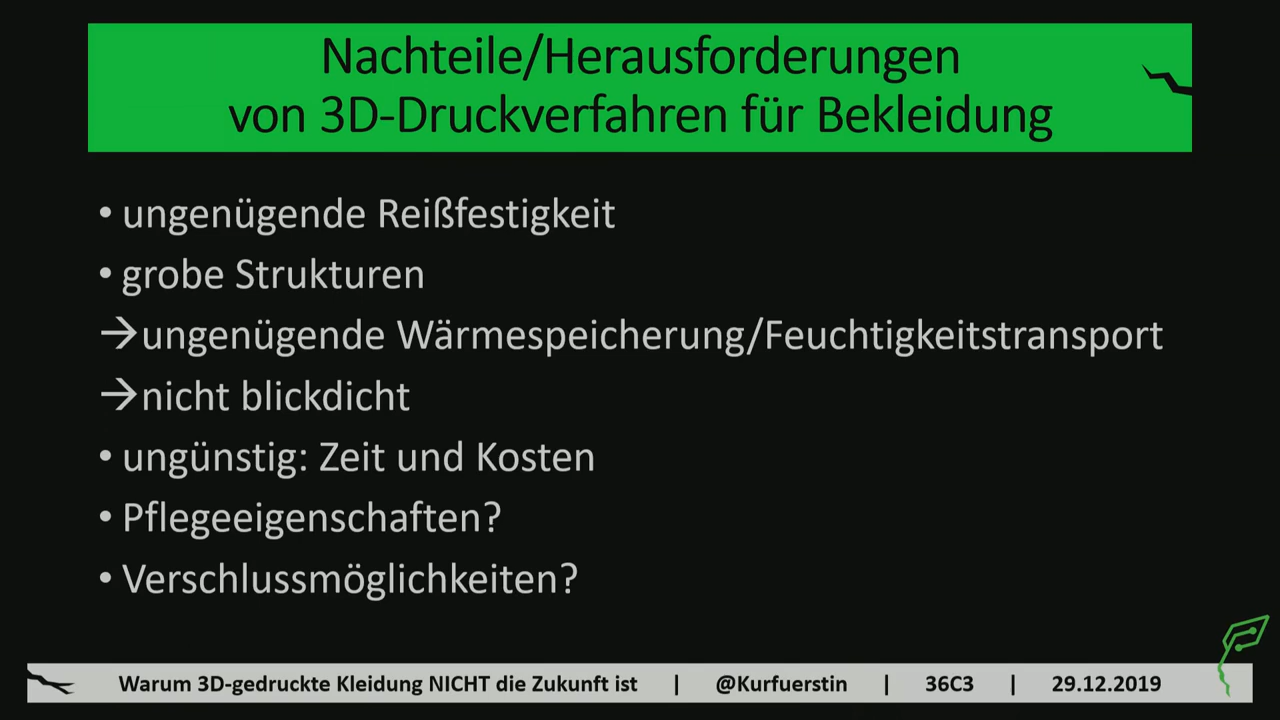 Nachteile/Herausforderungen
von 3D-Druckverfahren für Bekleidung
• ungenügende Reißfestigkeit
• grobe Strukturen
→ungenügende Wärmespeicherung/Feuchtigkeitstransport
→nicht blickdicht
• ungünstig: Zeit und Kosten
• Pflegeeigenschaften?
• Verschlussmöglichkeiten?
Warum 3D-gedruckte Kleidung NICHT die Zukunft ist | @Kurfuerstin | 36C3 | 29.12.2019